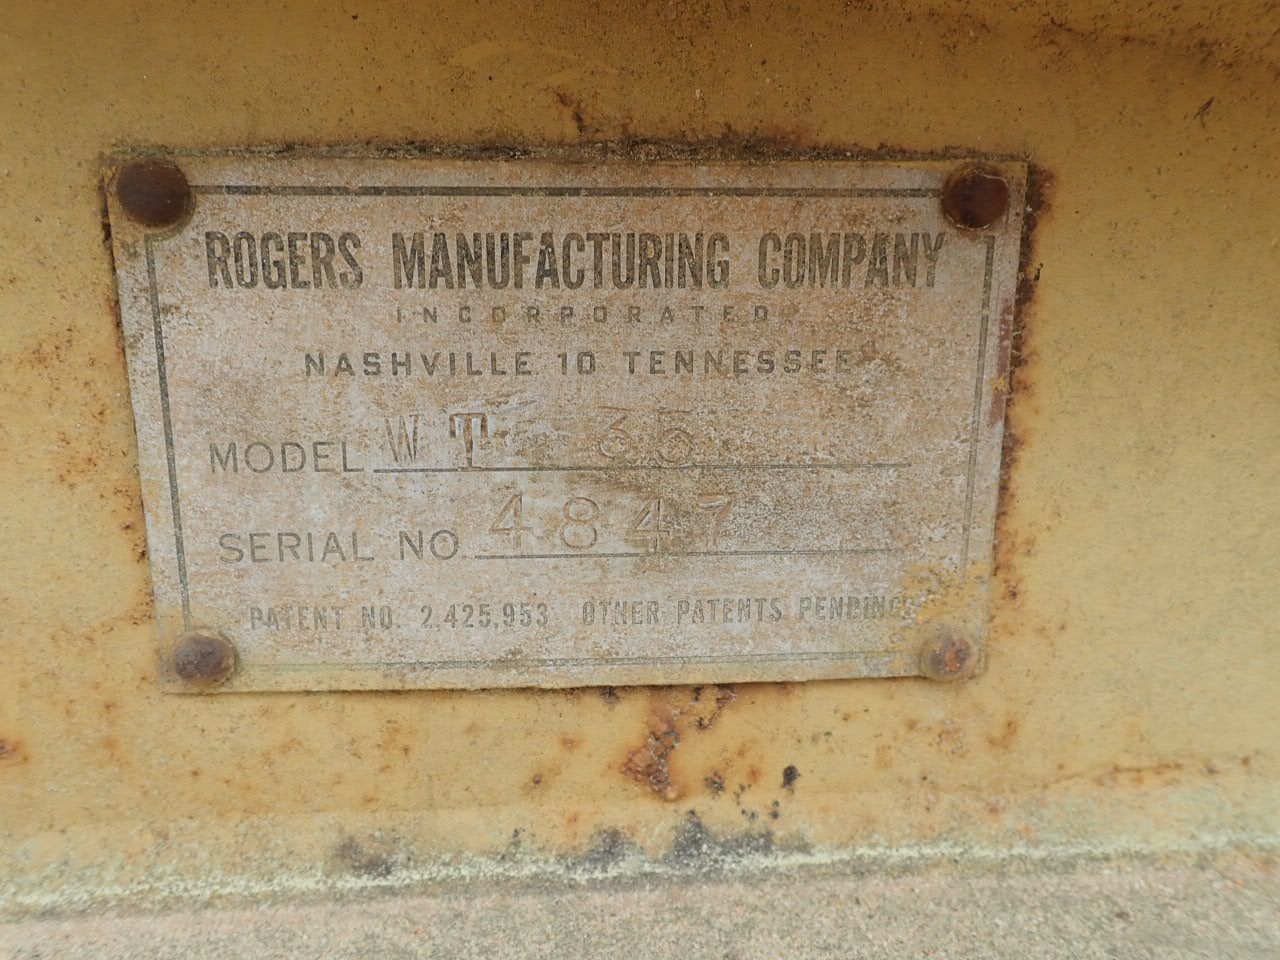 ROGERS MANUFACTURING COMPANY
INCORPORATED
NASHVILLE 10 TENNESSEE
MODEL WT 35
SERIAL NO. 4847
PATENT NO. 2,425,953 OTHER PATENTS PENDING